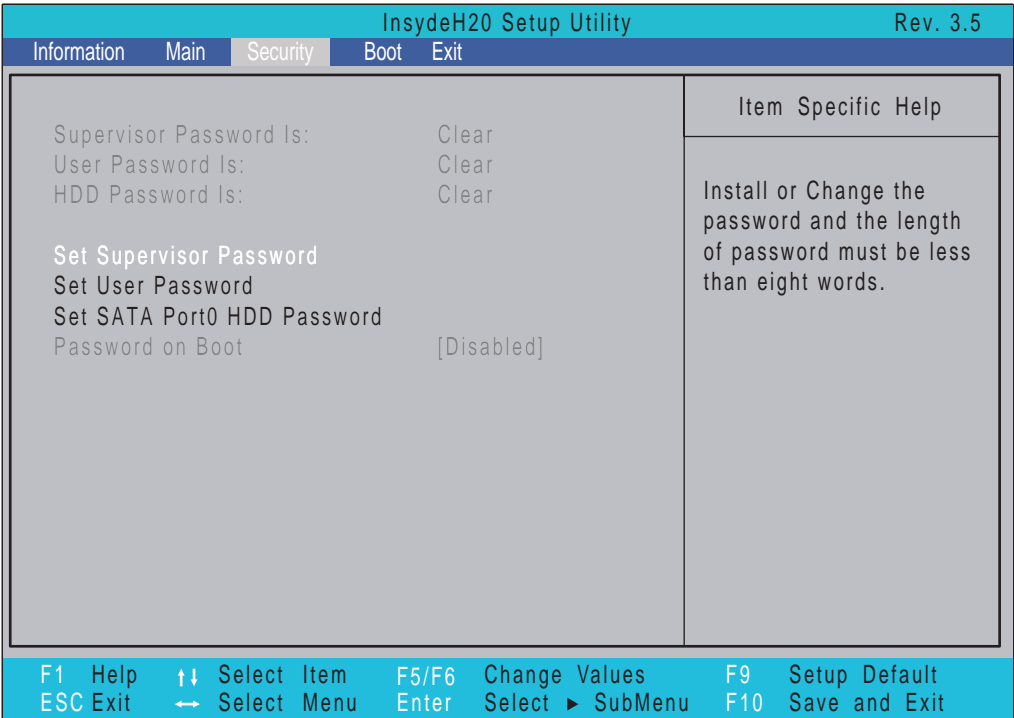 InsydeH20 Setup Utility Rev. 3.5
Information Main Security Boot Exit
Supervisor Password Is: Clear
User Password Is: Clear
HDD Password Is: Clear
Set Supervisor Password
Set User Password
Set SATA Port0 HDD Password
Password on Boot [Disabled]
Item Specific Help
Install or Change the
password and the length
of password must be less
than eight words.
F1 Help ↑↓ Select Item F5/F6 Change Values F9 Setup Default
ESC Exit ↔ Select Menu Enter Select ► SubMenu F10 Save and Exit